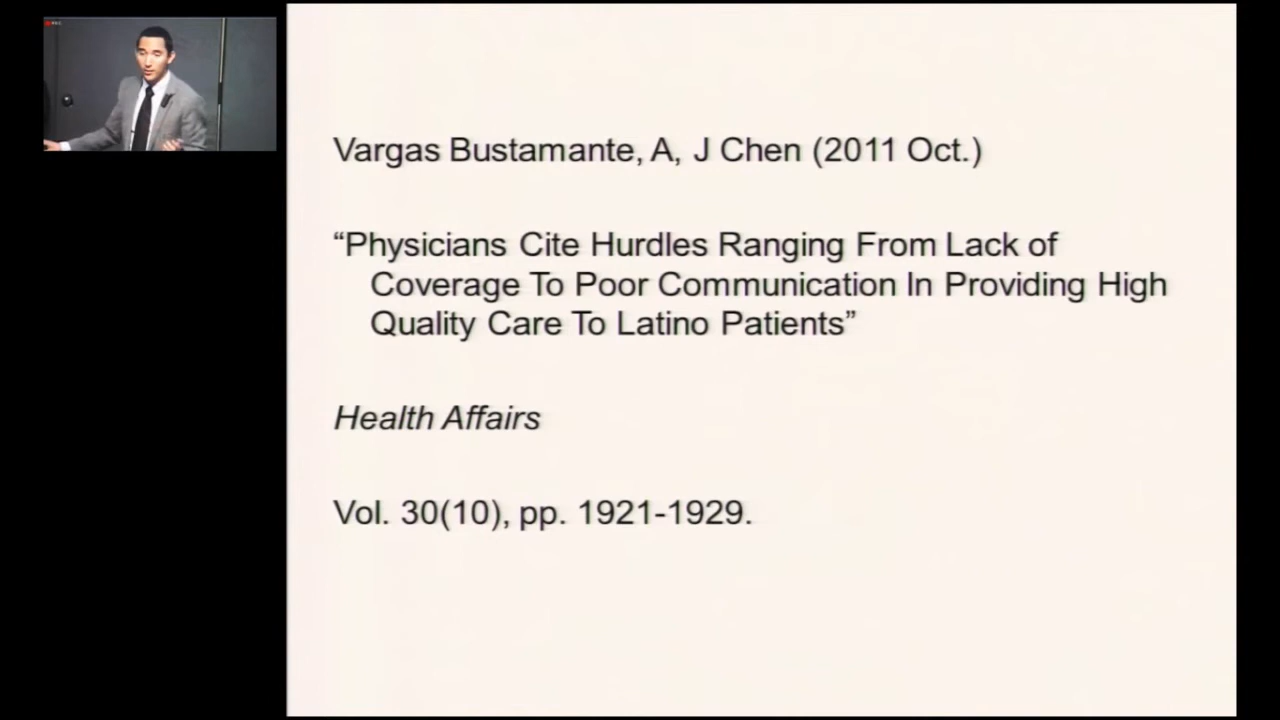 Vargas Bustamante, A, J Chen (2011 Oct.)
“Physicians Cite Hurdles Ranging From Lack of
Coverage To Poor Communication In Providing High
Quality Care To Latino Patients”
Health Affairs
Vol. 30(10), pp. 1921-1929.